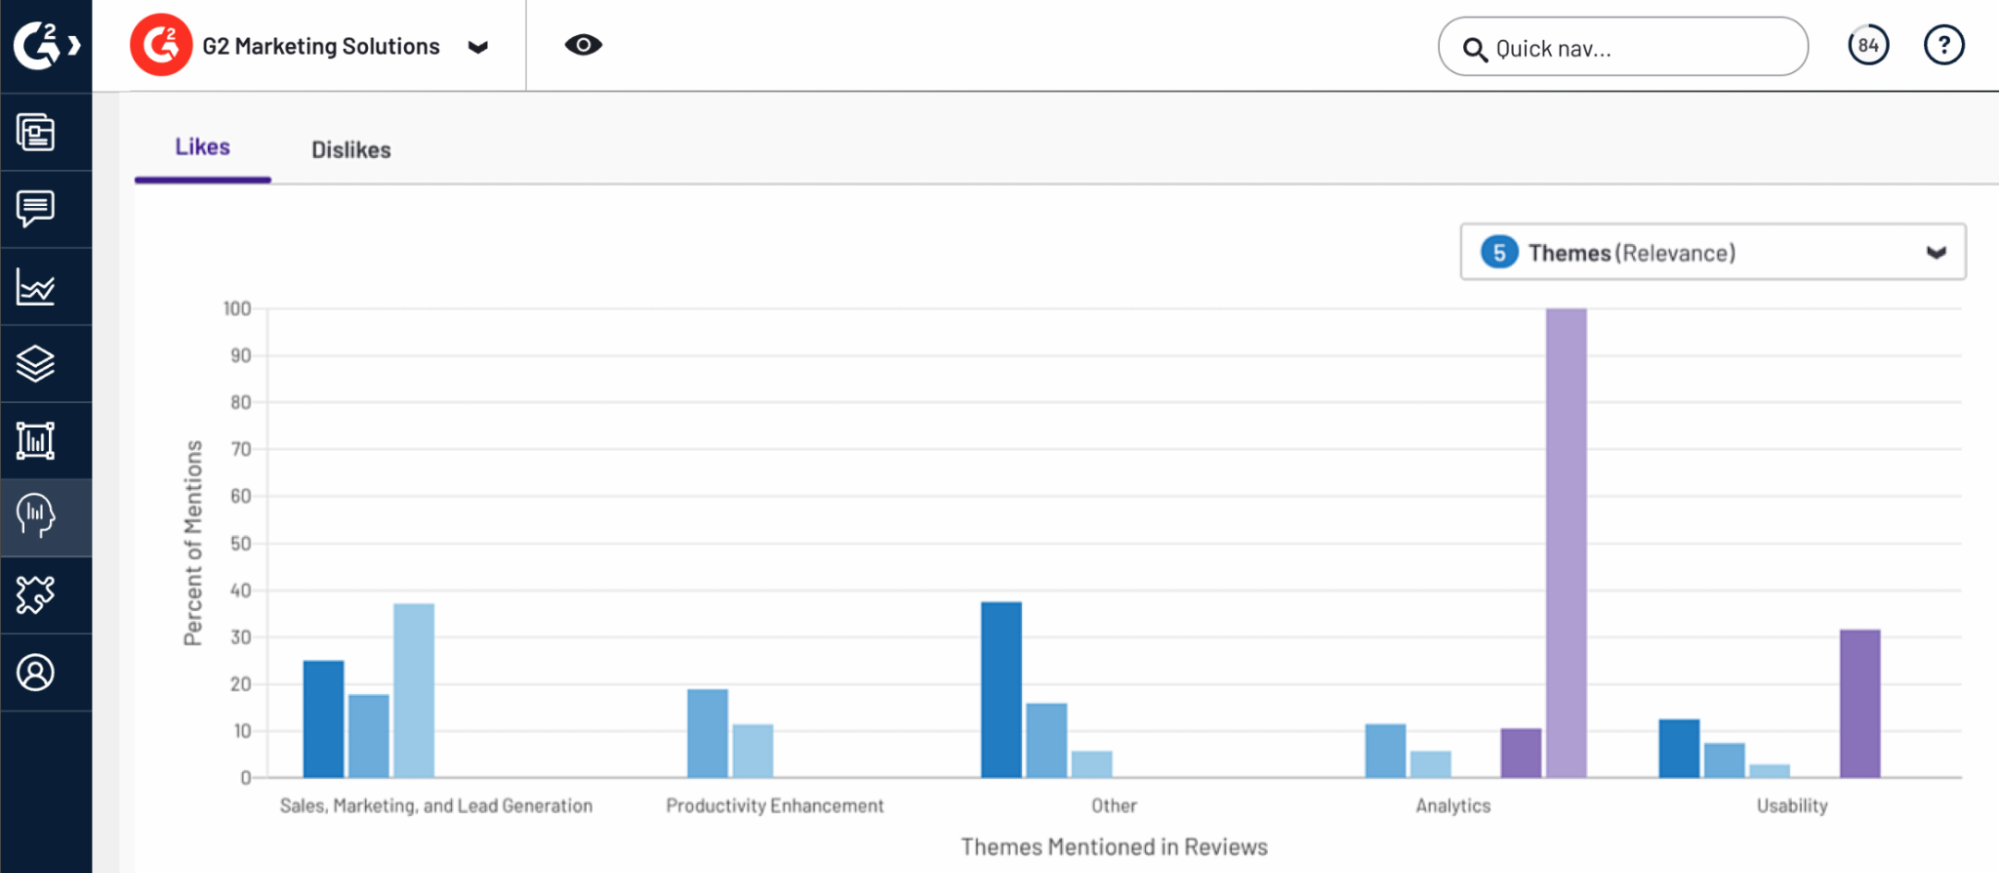 G2 Marketing Solutions
Quick nav...
84
?
Likes
Dislikes
5 Themes (Relevance)
Percent of Mentions
100
90
80
70
60
50
40
30
20
10
0
Sales, Marketing, and Lead Generation
Productivity Enhancement
Other
Analytics
Usability
Themes Mentioned in Reviews